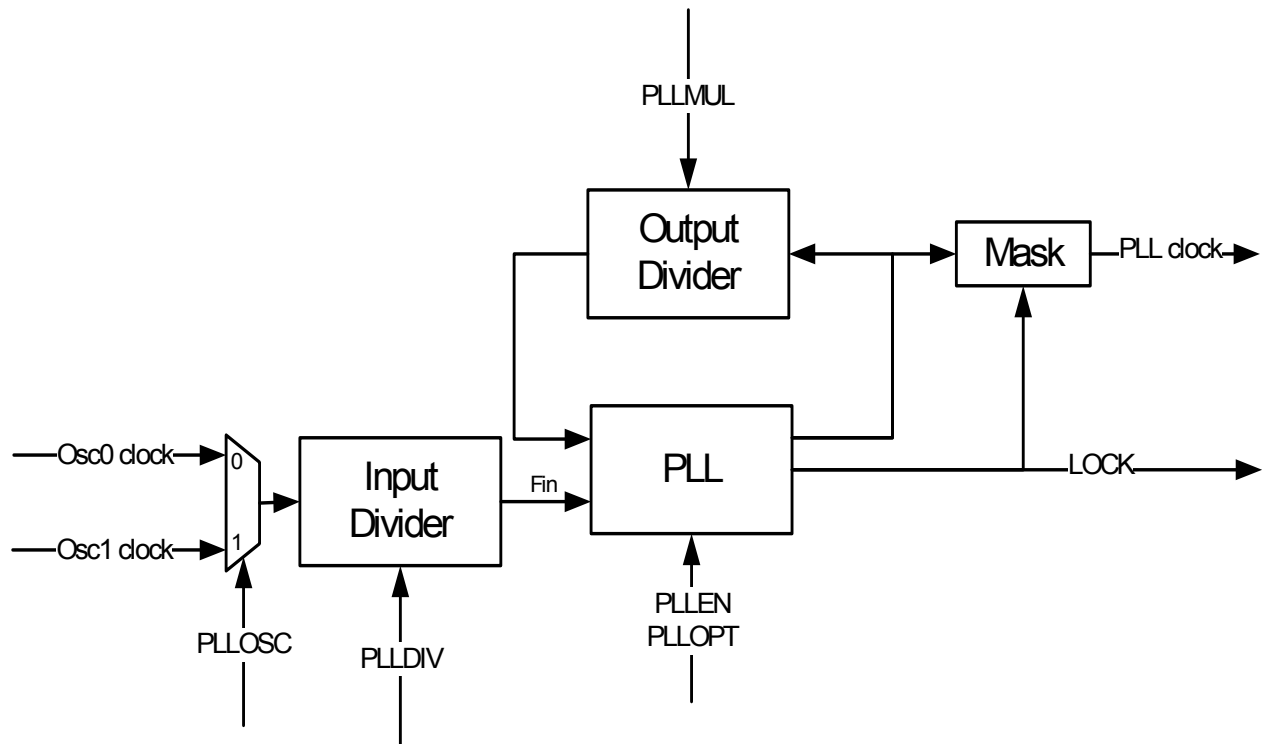 PLLMUL
Output
Divider
Mask
PLL clock
Osc0 clock
0
Input
Divider
Fin
PLL
LOCK
Osc1 clock
1
PLLOSC
PLLDIV
PLLEN
PLLOPT